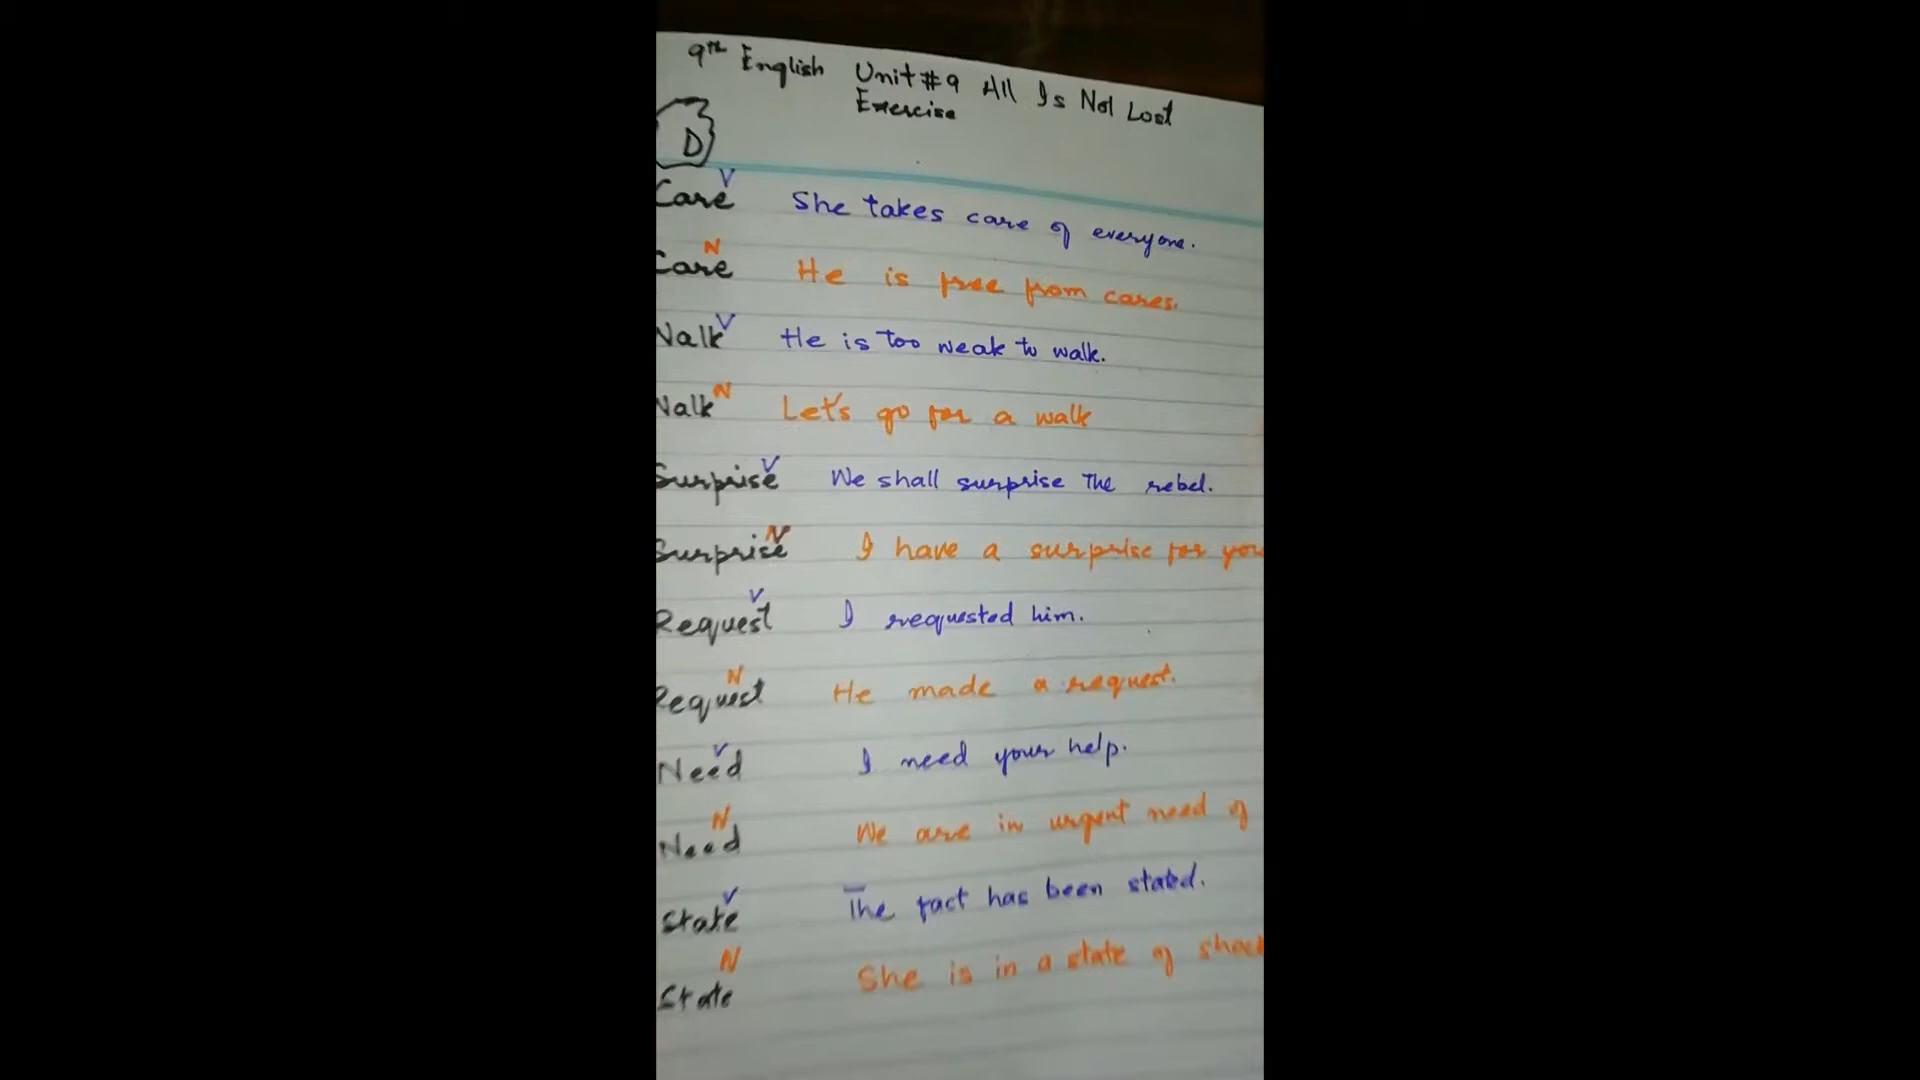 9th English Unit #9 All Is Not Lost
Exercise
D
Care V She takes care of everyone.
Care N He is free from cares.
Walk V He is too weak to walk.
Walk N Let's go for a walk
Surprise V We shall surprise The rebel.
Surprise N I have a surprise for you
Request V I requested him.
Request N He made a request.
Need V I need your help.
Need N We are in urgent need of
State V The fact has been stated.
State N She is in a state of shock